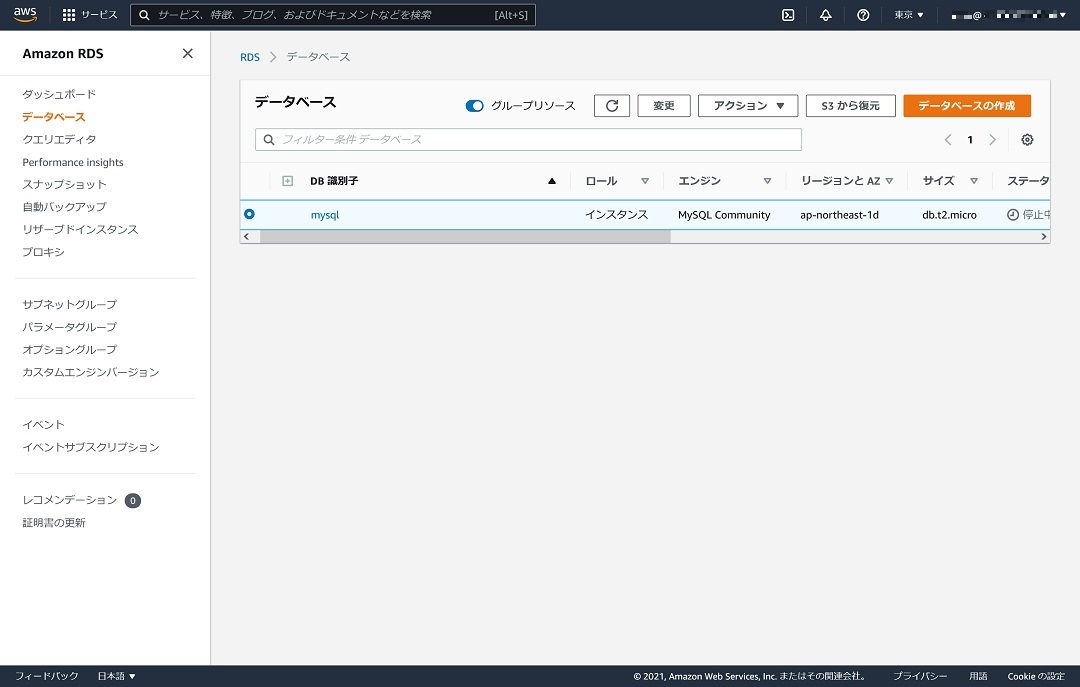 aws サービス サービス、特徴、ブログ、およびドキュメントなどを検索 [Alt+S] 東京 @
Amazon RDS
ダッシュボード
データベース
クエリエディタ
Performance insights
スナップショット
自動バックアップ
リザーブドインスタンス
プロキシ
サブネットグループ
パラメータグループ
オプショングループ
カスタムエンジンバージョン
イベント
イベントサブスクリプション
レコメンデーション 0
証明書の更新
RDS データベース
データベース グループリソース 変更 アクション S3 から復元 データベースの作成
フィルター条件 データベース 1
DB 識別子 ロール エンジン リージョンと AZ サイズ ステータ
mysql インスタンス MySQL Community ap-northeast-1d db.t2.micro 停止中
フィードバック 日本語 © 2021, Amazon Web Services, Inc. またはその関連会社。 プライバシー 用語 Cookie の設定